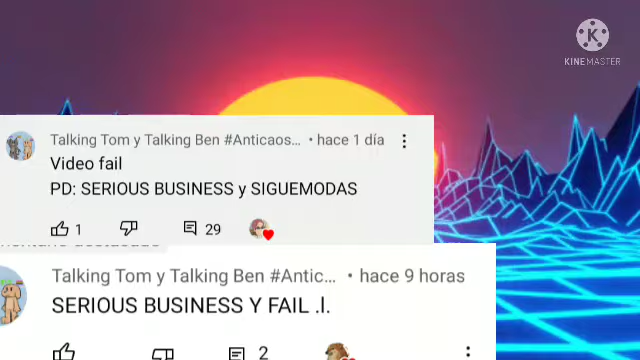 KINEMASTER
Talking Tom y Talking Ben #Anticaos... • hace 1 día
Video fail
PD: SERIOUS BUSINESS y SIGUEMODAS
1 29
Talking Tom y Talking Ben #Antic... • hace 9 horas
SERIOUS BUSINESS Y FAIL .l.
2